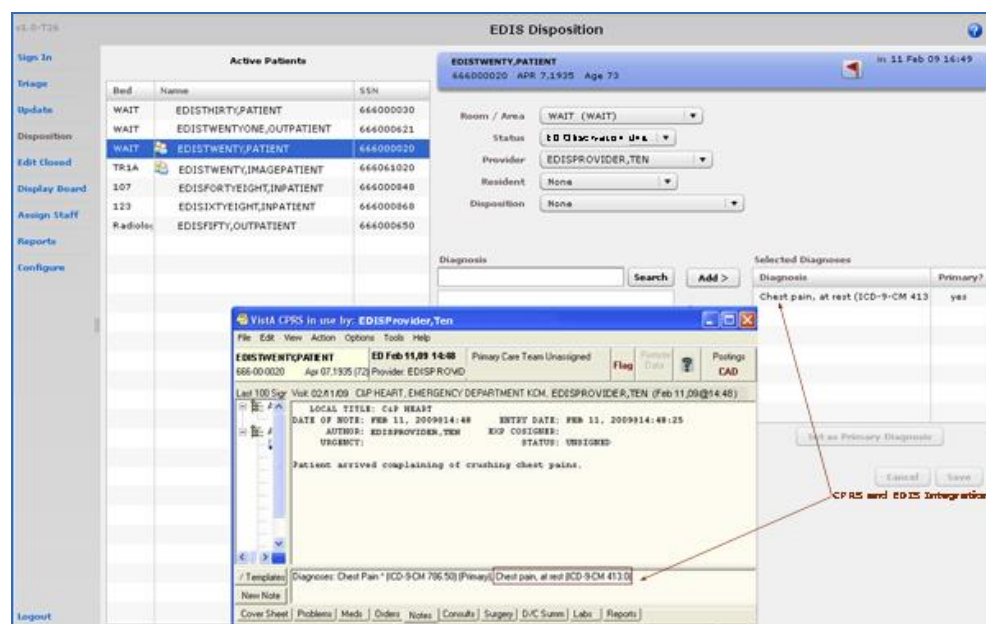 v1.0-T26
EDIS Disposition
Sign In
Triage
Update
Disposition
Edit Closed
Display Board
Assign Staff
Reports
Configure
Logout
Active Patients
Bed Name SSN
WAIT EDISTHIRTY,PATIENT 666000030
WAIT EDISTWENTYONE,OUTPATIENT 666000621
WAIT EDISTWENTY,PATIENT 666000020
TR1A EDISTWENTY,IMAGEPATIENT 666061020
107 EDISFORTYEIGHT,INPATIENT 666000848
123 EDISIXTYEIGHT,INPATIENT 666000868
Radiolo EDISFIFTY,OUTPATIENT 666000650
EDISTWENTY,PATIENT in 11 Feb 09 16:49
666000020 APR 7,1935 Age 73
Room / Area WAIT (WAIT)
Status
Provider EDISPROVIDER,TEN
Resident None
Disposition None
Diagnosis
Search Add >
Selected Diagnoses
Diagnosis Primary?
Chest pain, at rest (ICD-9-CM 413 yes
Set as Primary Diagnosis
Cancel Save
CPRS and EDIS Integration
VistA CPRS in use by: EDISProvider,Ten
File Edit View Action Options Tools Help
EDISTWENTY,PATIENT ED Feb 11,09 14:48 Primary Care Team Unassigned Flag Remote Data ? Postings
666-00-0020 Apr 07,1935 (72) Provider: EDISPROVID CAD
Last 100 Sigr Visit: 02/11/09 C&P HEART, EMERGENCY DEPARTMENT KCM, EDISPROVIDER,TEN (Feb 11,09@14:48)
LOCAL TITLE: C&P HEART
DATE OF NOTE: FEB 11, 2009@14:48 ENTRY DATE: FEB 11, 2009@14:48:25
AUTHOR: EDISPROVIDER,TEN EXP COSIGNER:
URGENCY: STATUS: UNSIGNED
Patient arrived complaining of crushing chest pains.
/ Templates Diagnoses: Chest Pain * (ICD-9-CM 786.50) (Primary), Chest pain, at rest (ICD-9-CM 413.0)
New Note
Cover Sheet Problems Meds Orders Notes Consults Surgery D/C Summ Labs Reports